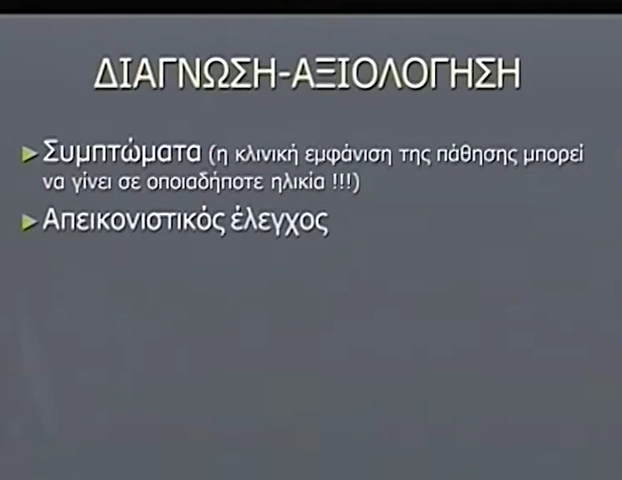 ΔΙΑΓΝΩΣΗ-ΑΞΙΟΛΟΓΗΣΗ
Συμπτώματα (η κλινική εμφάνιση της πάθησης μπορεί
να γίνει σε οποιαδήποτε ηλικία !!!)
Απεικονιστικός έλεγχος